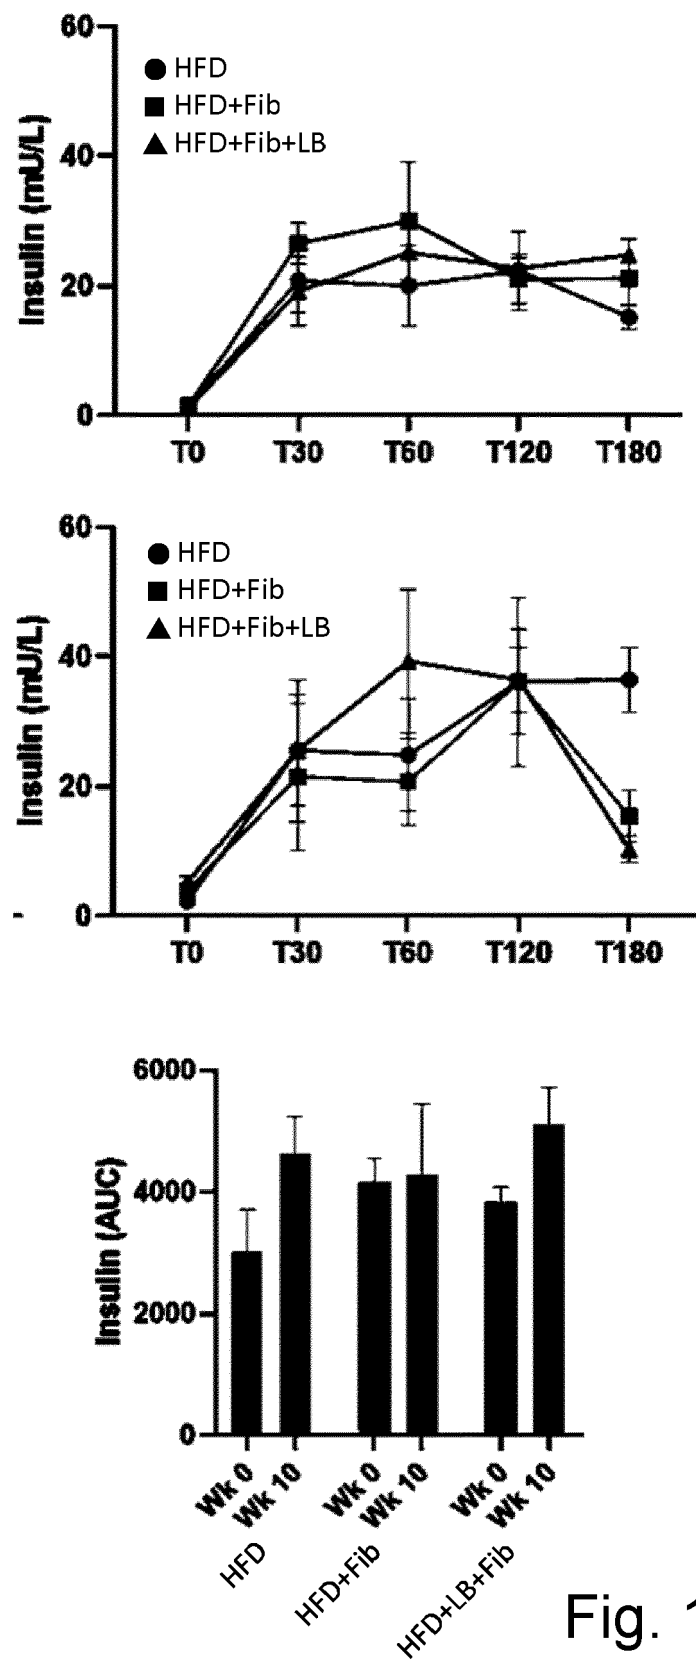 60
HFD
HFD+Fib
HFD+Fib+LB
40
Insulin (mU/L)
20
0
T0 T30 T60 T120 T180
60
HFD
HFD+Fib
HFD+Fib+LB
40
Insulin (mU/L)
20
0
T0 T30 T60 T120 T180
6000
4000
Insulin (AUC)
2000
0
Wk 0 Wk 10 Wk 0 Wk 10 Wk 0 Wk 10
HFD HFD+Fib HFD+LB+Fib
Fig.